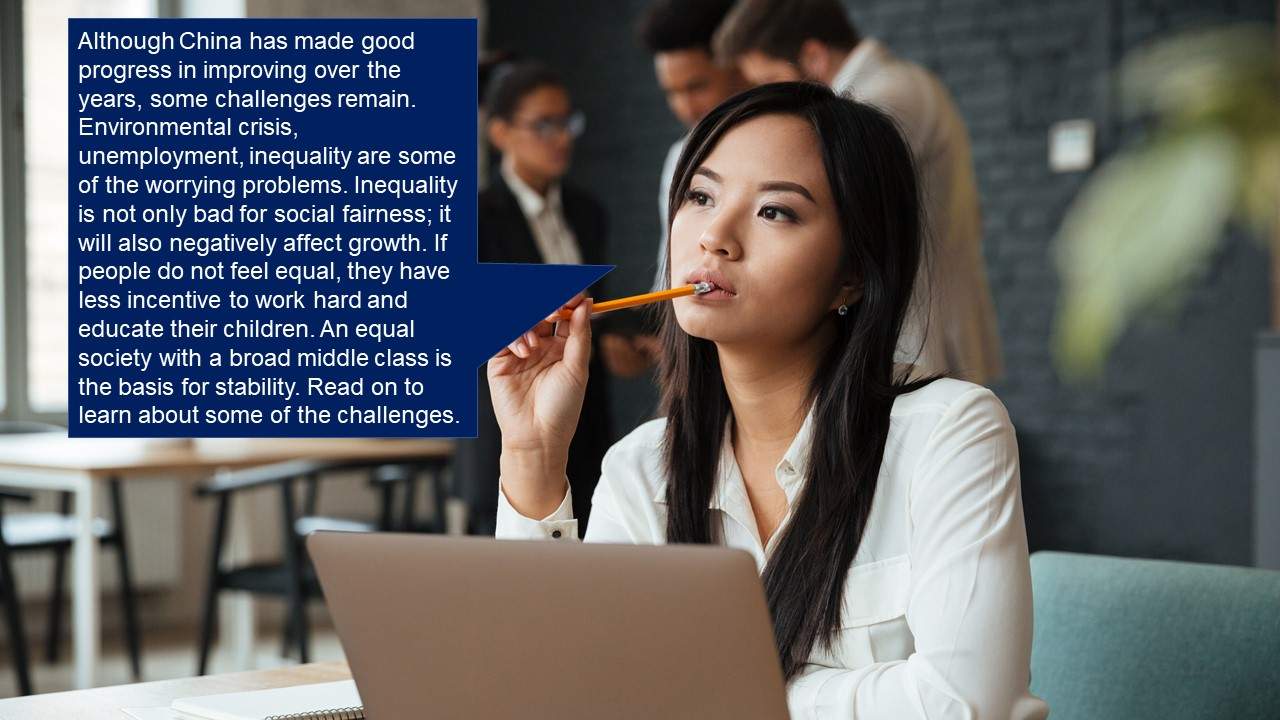 Although China has made good
progress in improving over the
years, some challenges remain.
Environmental crisis,
unemployment, inequality are some
of the worrying problems. Inequality
is not only bad for social fairness; it
will also negatively affect growth. If
people do not feel equal, they have
less incentive to work hard and
educate their children. An equal
society with a broad middle class is
the basis for stability. Read on to
learn about some of the challenges.